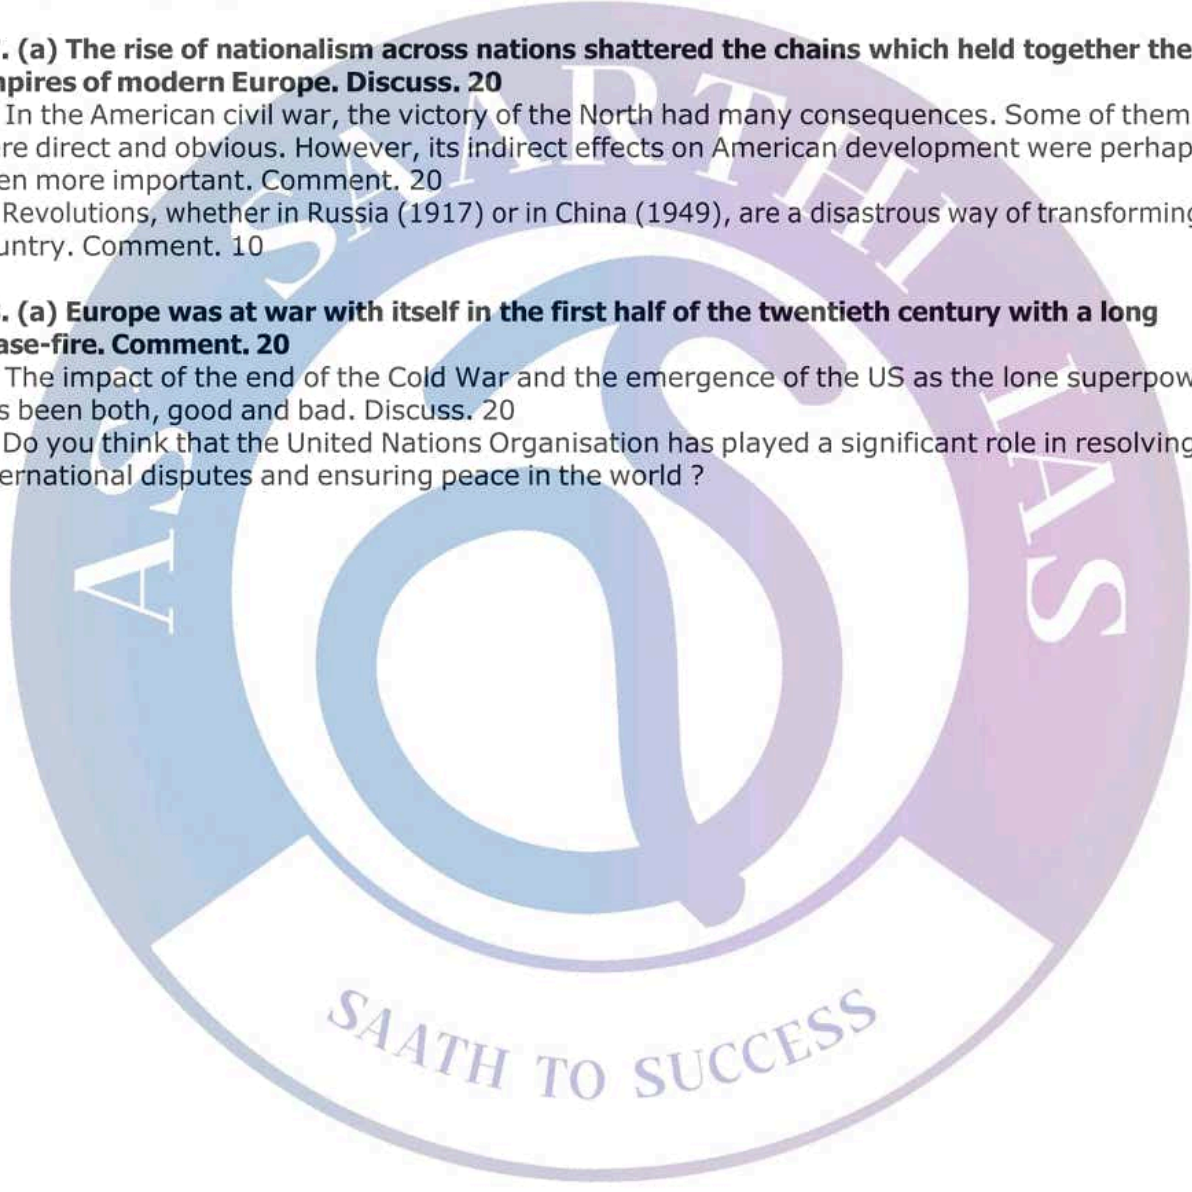 . (a) The rise of nationalism across nations shattered the chains which held together the
mpires of modern Europe. Discuss. 20
In the American civil war, the victory of the North had many consequences. Some of them
re direct and obvious. However, its indirect effects on American development were perhap
en more important. Comment. 20
Revolutions, whether in Russia (1917) or in China (1949), are a disastrous way of transforming
untry. Comment. 10
. (a) Europe was at war with itself in the first half of the twentieth century with a long
ase-fire. Comment. 20
The impact of the end of the Cold War and the emergence of the US as the lone superpow
s been both, good and bad. Discuss. 20
Do you think that the United Nations Organisation has played a significant role in resolving
ernational disputes and ensuring peace in the world ?
AS SAARTHI IAS
SAATH TO SUCCESS